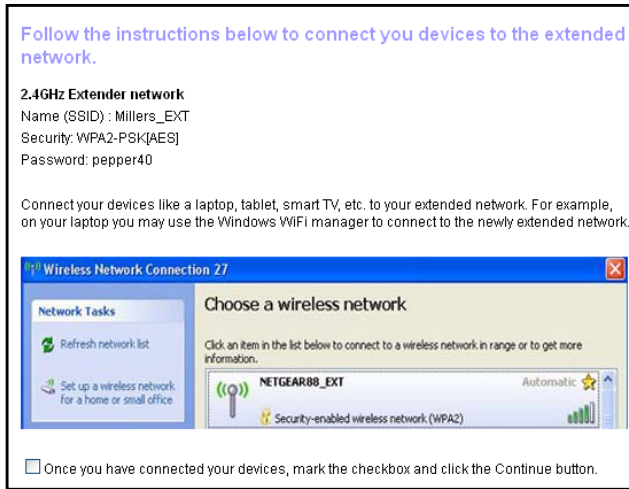 Follow the instructions below to connect you devices to the extended
network.
2.4GHz Extender network
Name (SSID) : Millers_EXT
Security: WPA2-PSK[AES]
Password: pepper40
Connect your devices like a laptop, tablet, smart TV, etc. to your extended network. For example,
on your laptop you may use the Windows WiFi manager to connect to the newly extended network.
Wireless Network Connection 27
Network Tasks
Refresh network list
Set up a wireless network
for a home or small office
Choose a wireless network
Click an item in the list below to connect to a wireless network in range or to get more
information.
NETGEAR88_EXT
Automatic
Security-enabled wireless network (WPA2)
Once you have connected your devices, mark the checkbox and click the Continue button.